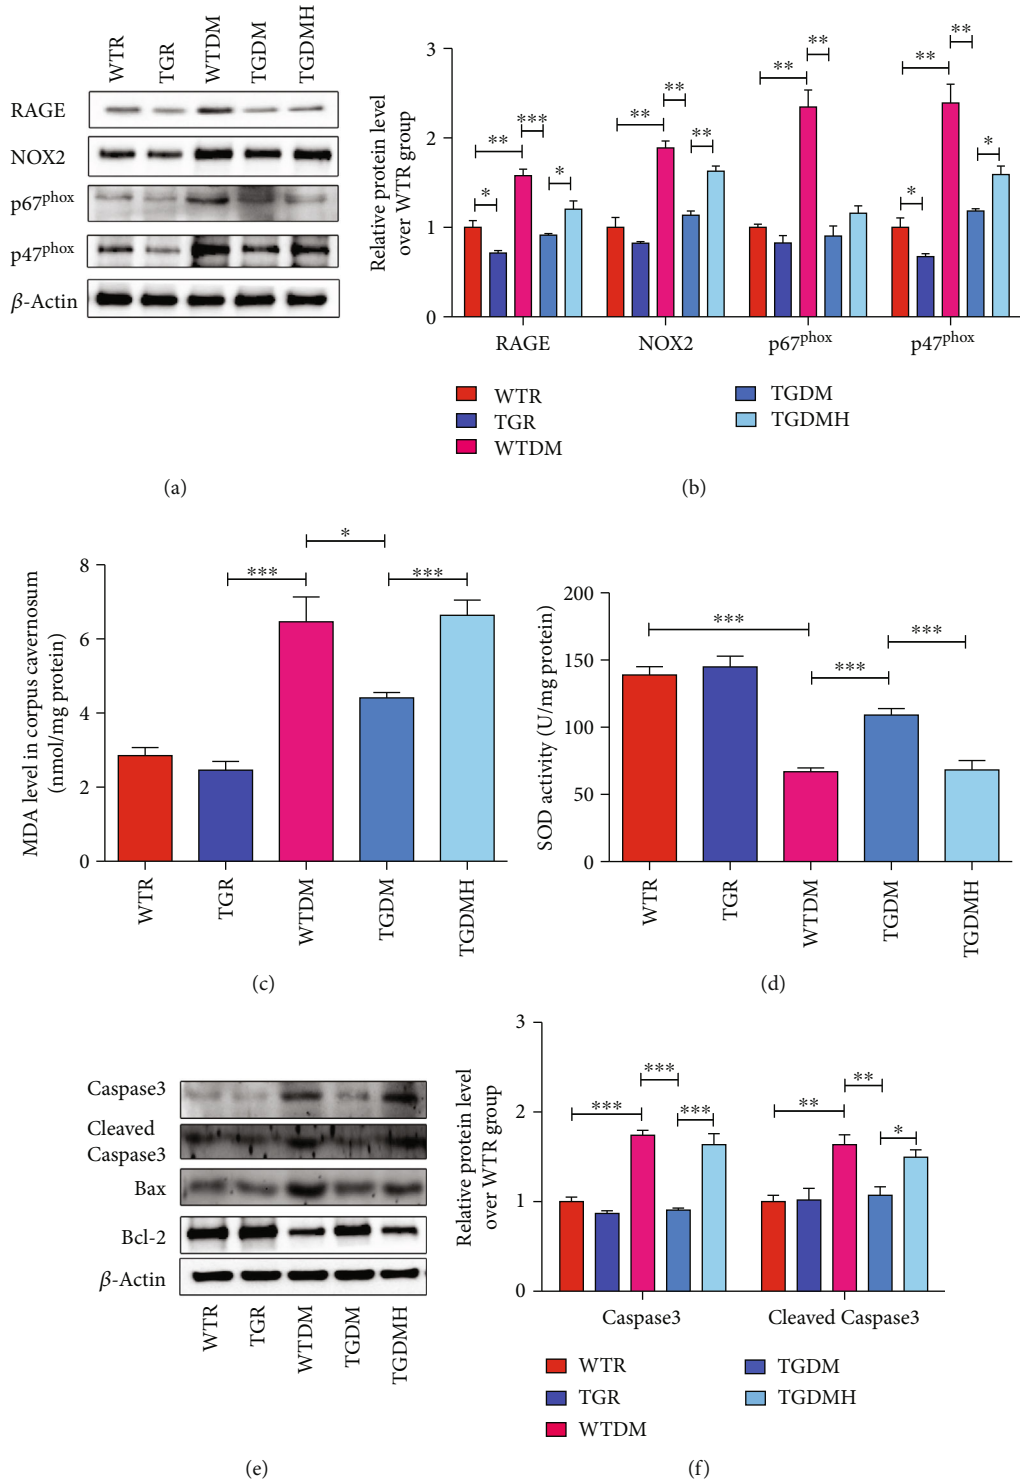 WTR
TGR
WTDM
TGDM
TGDMH
RAGE
NOX2
p67phox
p47phox
β-Actin
(a)
Relative protein level
over WTR group
3
2
1
0
** * *** * ** ** ** ** ** ** * ** *
RAGE
NOX2
p67phox
p47phox
WTR
TGR
WTDM
TGDM
TGDMH
(b)
MDA level in corpus cavernosum
(nmol/mg protein)
8
6
4
2
0
*
***
***
WTR
TGR
WTDM
TGDM
TGDMH
(c)
SOD activity (U/mg protein)
200
150
100
50
0
***
***
***
WTR
TGR
WTDM
TGDM
TGDMH
(d)
Caspase3
Cleaved
Caspase3
Bax
Bcl-2
β-Actin
WTR
TGR
WTDM
TGDM
TGDMH
(e)
Relative protein level
over WTR group
3
2
1
0
*** *** *** ** ** *
Caspase3
Cleaved Caspase3
WTR
TGR
WTDM
TGDM
TGDMH
(f)